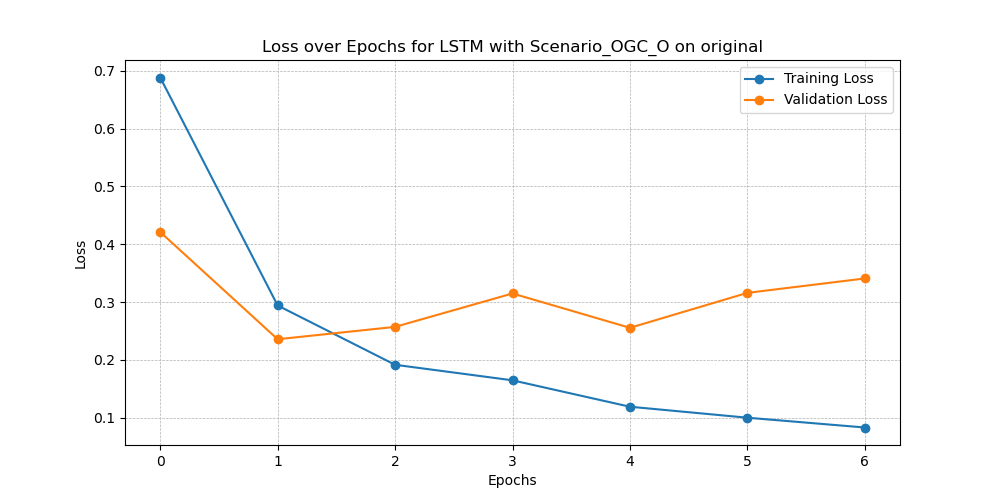 Loss over Epochs for LSTM with Scenario_OGC_O on original
Training Loss
Validation Loss
0.7
0.6
0.5
0.4
0.3
0.2
0.1
Loss
0 1 2 3 4 5 6
Epochs